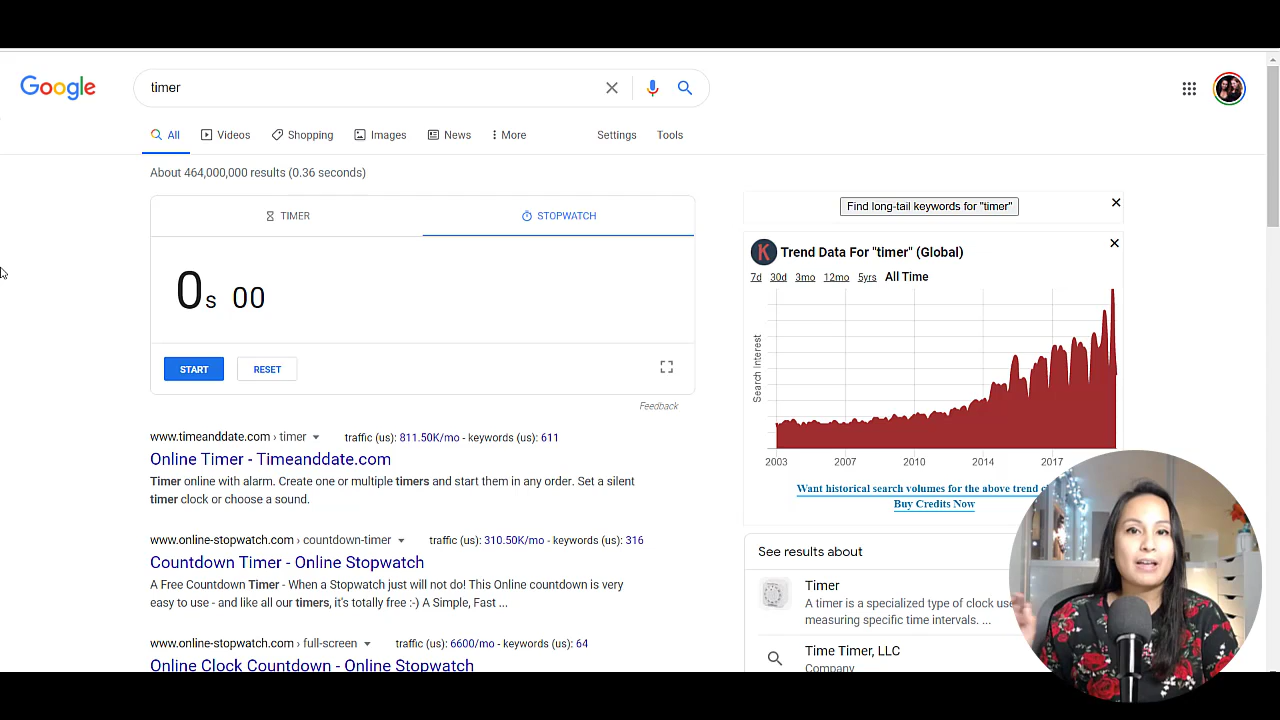 Google
timer
All
Videos
Shopping
Images
News
More
Settings
Tools
About 464,000,000 results (0.36 seconds)
TIMER
STOPWATCH
0s 00
START
RESET
Feedback
www.timeanddate.com › timer
traffic (us): 811.50K/mo - keywords (us): 611
Online Timer - Timeanddate.com
Timer online with alarm. Create one or multiple timers and start them in any order. Set a silent
timer clock or choose a sound.
www.online-stopwatch.com › countdown-timer
traffic (us): 310.50K/mo - keywords (us): 316
Countdown Timer - Online Stopwatch
A Free Countdown Timer - When a Stopwatch just will not do! This Online countdown is very
easy to use - and like all our timers, it's totally free :-) A Simple, Fast ...
www.online-stopwatch.com › full-screen
traffic (us): 6600/mo - keywords (us): 64
Online Clock Countdown - Online Stopwatch
Find long-tail keywords for "timer"
K
Trend Data For "timer" (Global)
7d 30d 3mo 12mo 5yrs All Time
Search Interest
2003 2007 2010 2014 2017
Want historical search volumes for the above trend
Buy Credits Now
See results about
Timer
A timer is a specialized type of clock
measuring specific time intervals. ...
Time Timer, LLC
Company